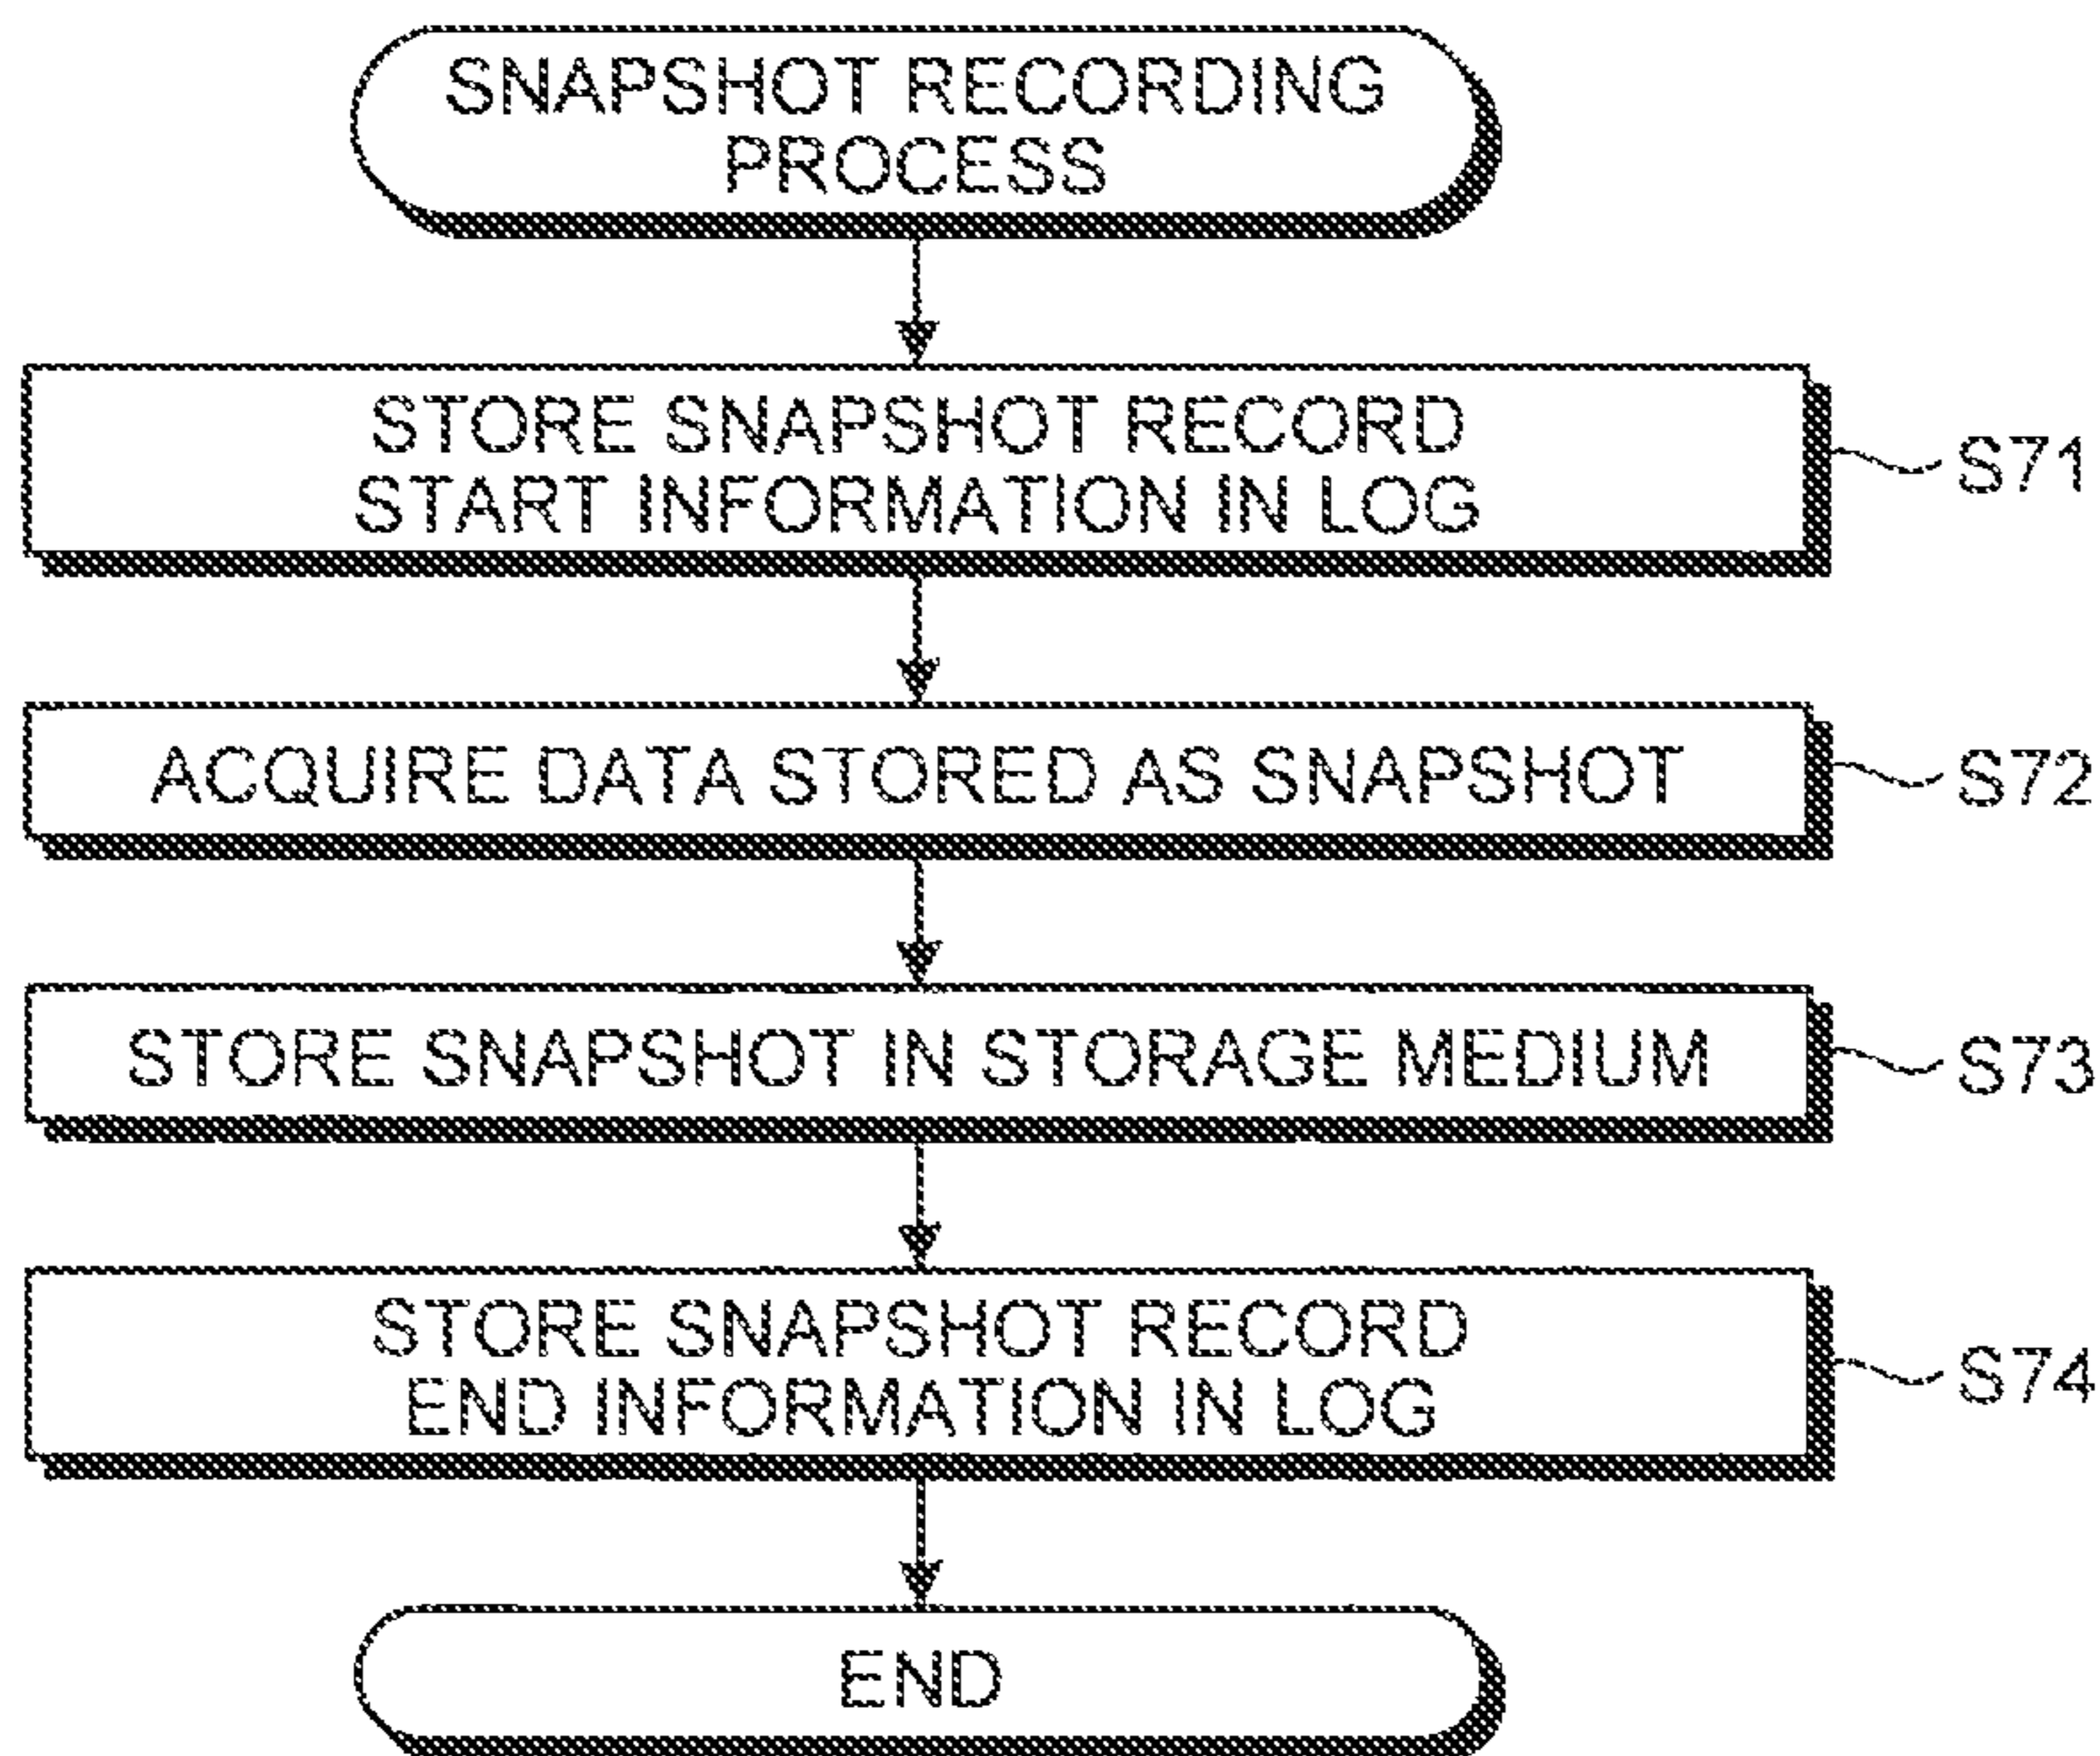 SNAPSHOT RECORDING
PROCESS
STORE SNAPSHOT RECORD
START INFORMATION IN LOG
S71
ACQUIRE DATA STORED AS SNAPSHOT
S72
STORE SNAPSHOT IN STORAGE MEDIUM
S73
STORE SNAPSHOT RECORD
END INFORMATION IN LOG
S74
END